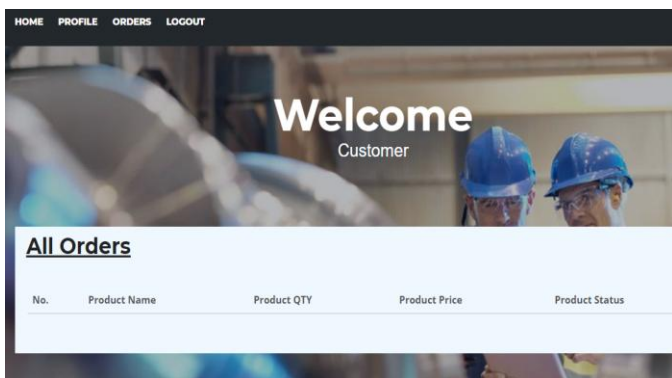 HOME PROFILE ORDERS LOGOUT
Welcome
Customer
All Orders
No. Product Name Product QTY Product Price Product Status